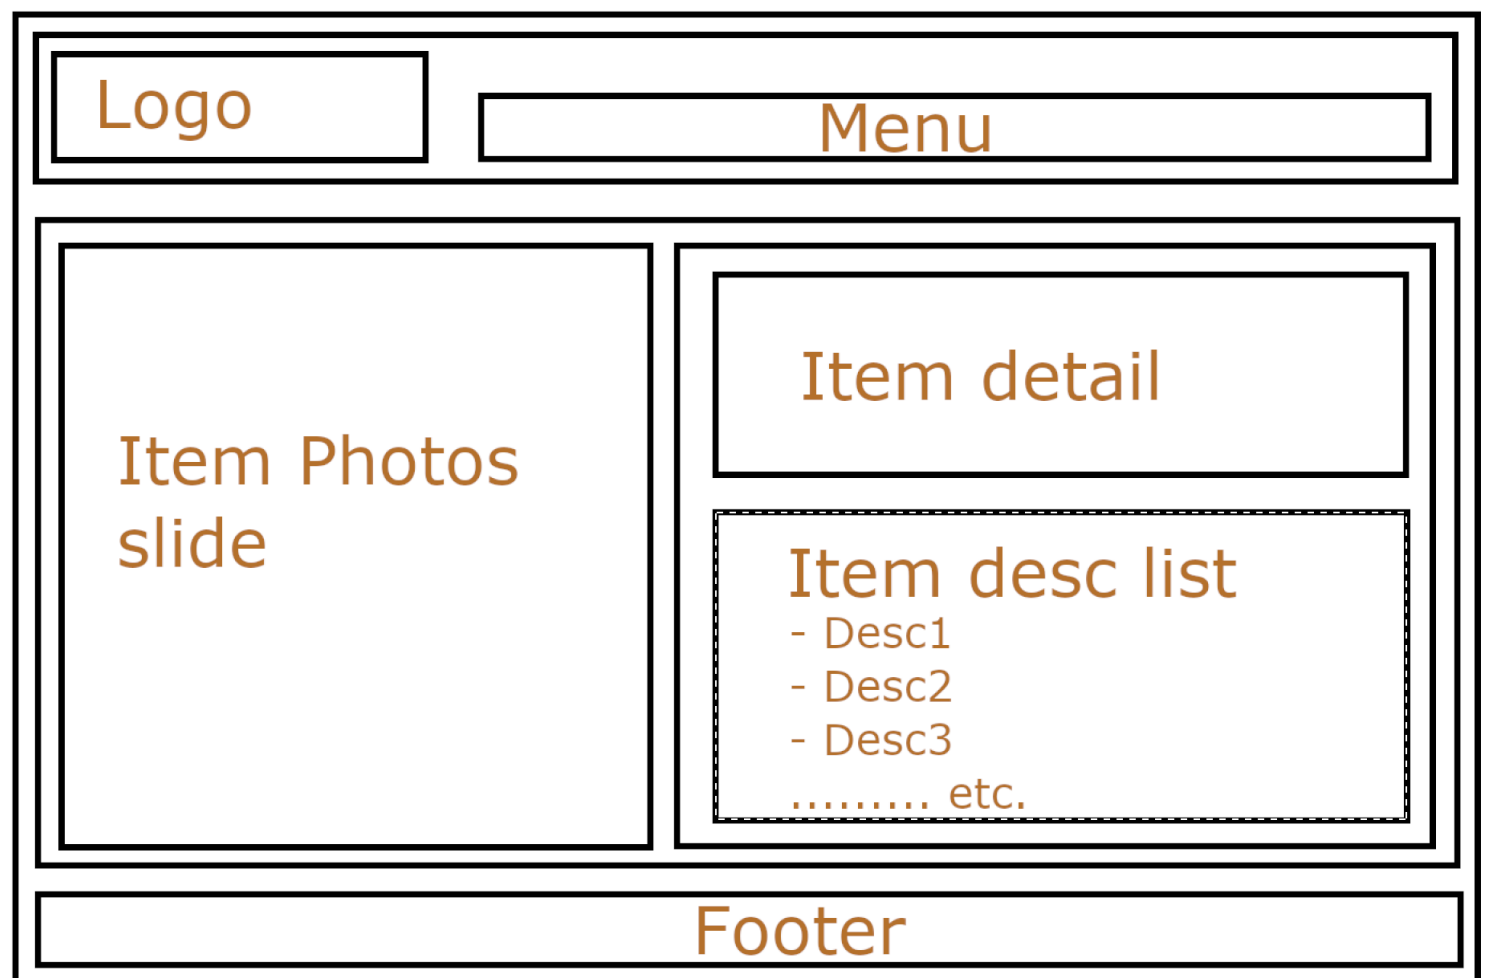 Logo
Menu
Item Photos
slide
Item detail
Item desc list
- Desc1
- Desc2
- Desc3
......... etc.
Footer